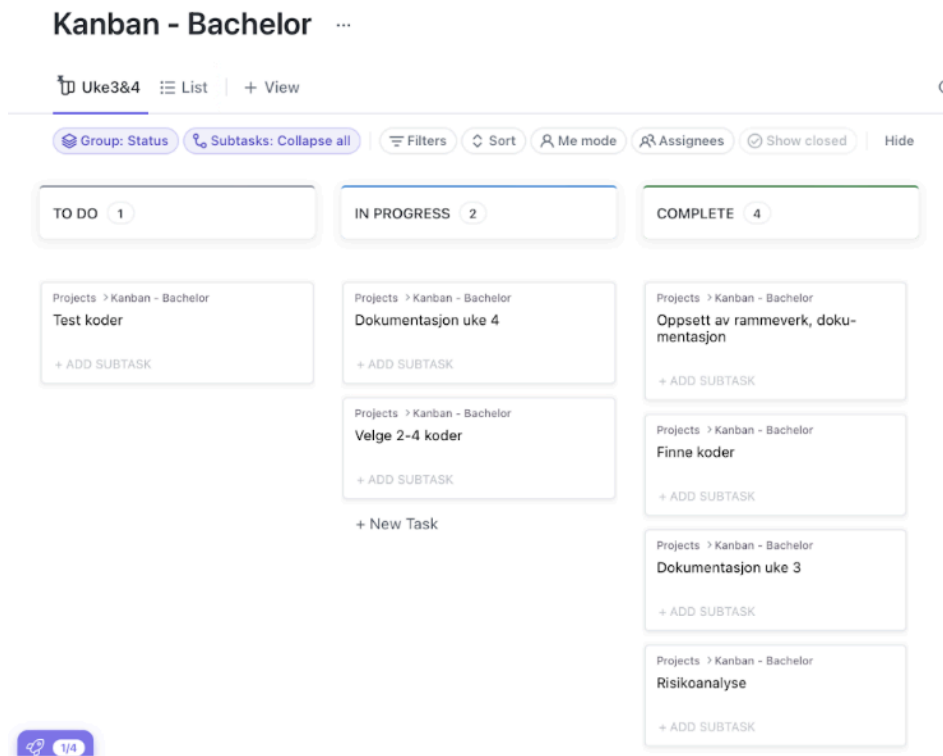 Kanban - Bachelor ...
Uke3&4 List + View
Group: Status Subtasks: Collapse all Filters Sort Me mode Assignees Show closed Hide
TO DO 1
Projects > Kanban - Bachelor
Test koder
+ ADD SUBTASK
IN PROGRESS 2
Projects > Kanban - Bachelor
Dokumentasjon uke 4
+ ADD SUBTASK
Projects > Kanban - Bachelor
Velge 2-4 koder
+ ADD SUBTASK
+ New Task
COMPLETE 4
Projects > Kanban - Bachelor
Oppsett av rammeverk, doku-
mentasjon
+ ADD SUBTASK
Projects > Kanban - Bachelor
Finne koder
+ ADD SUBTASK
Projects > Kanban - Bachelor
Dokumentasjon uke 3
+ ADD SUBTASK
Projects > Kanban - Bachelor
Risikoanalyse
+ ADD SUBTASK
1/4